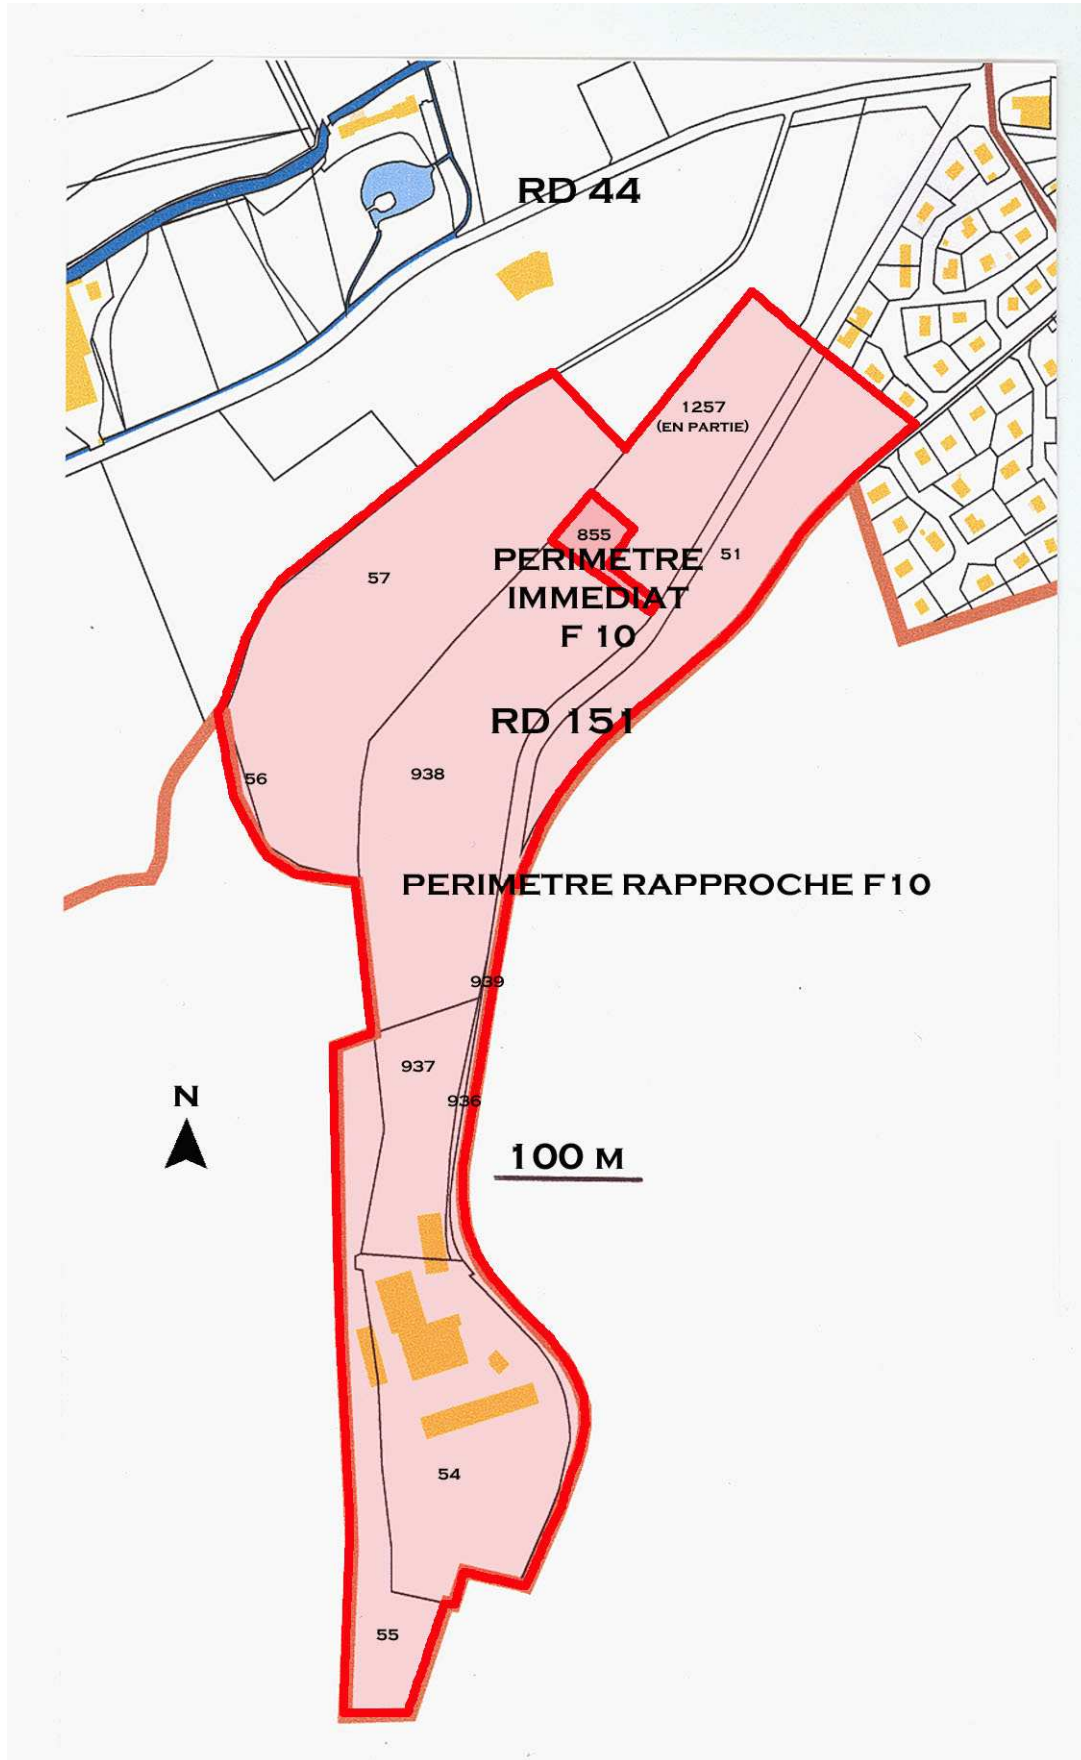 RD 44
1257
(EN PARTIE)
855
51
57
PERIMETRE
IMMEDIAT
F 10
RD 151
56
938
PERIMETRE RAPPROCHE F10
939
937
936
N
100 M
54
55